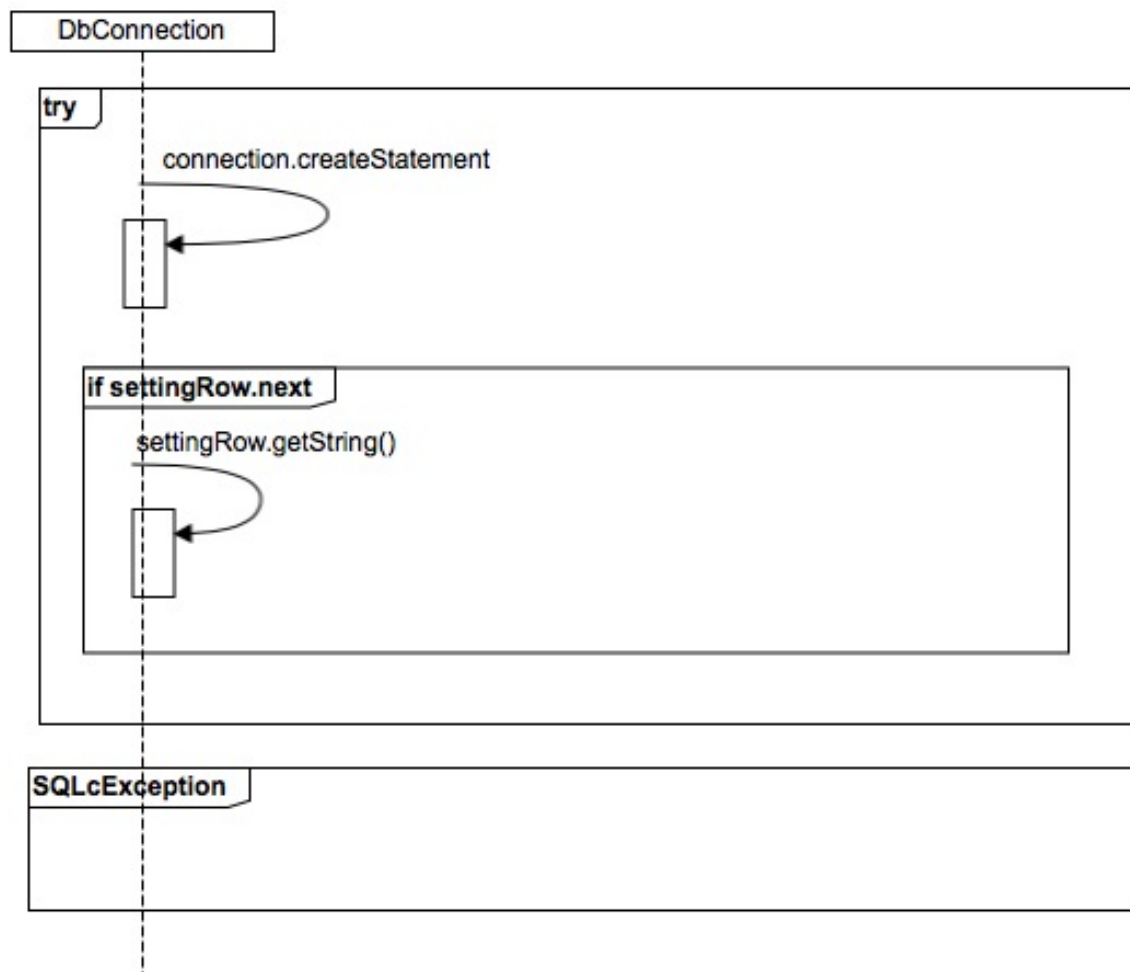 DbConnection
try
connection.createStatement
if settingRow.next
settingRow.getString()
SQLcException